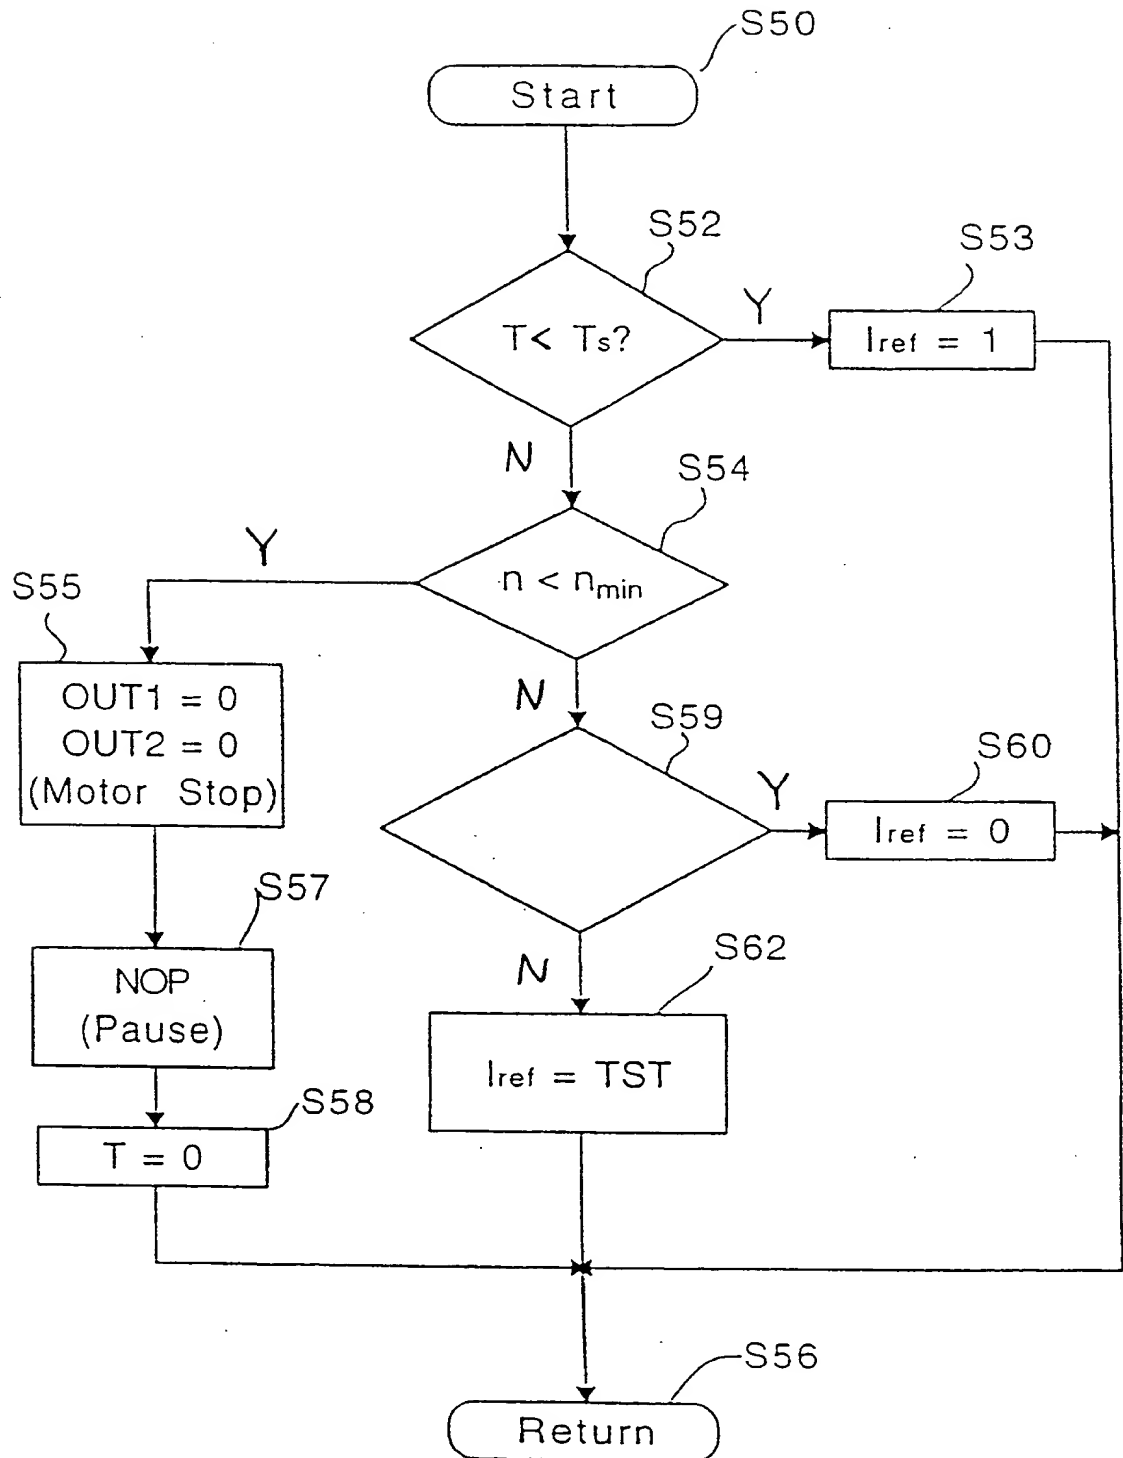 S50
Start
S52
S53
T< Ts?
Y
Iref = 1
N
S54
Y
n < nmin
S55
OUT1 = 0
OUT2 = 0
(Motor Stop)
N
S59
S60
Y
Iref = 0
S57
NOP
(Pause)
N
S62
Iref = TST
S58
T = 0
S56
Return